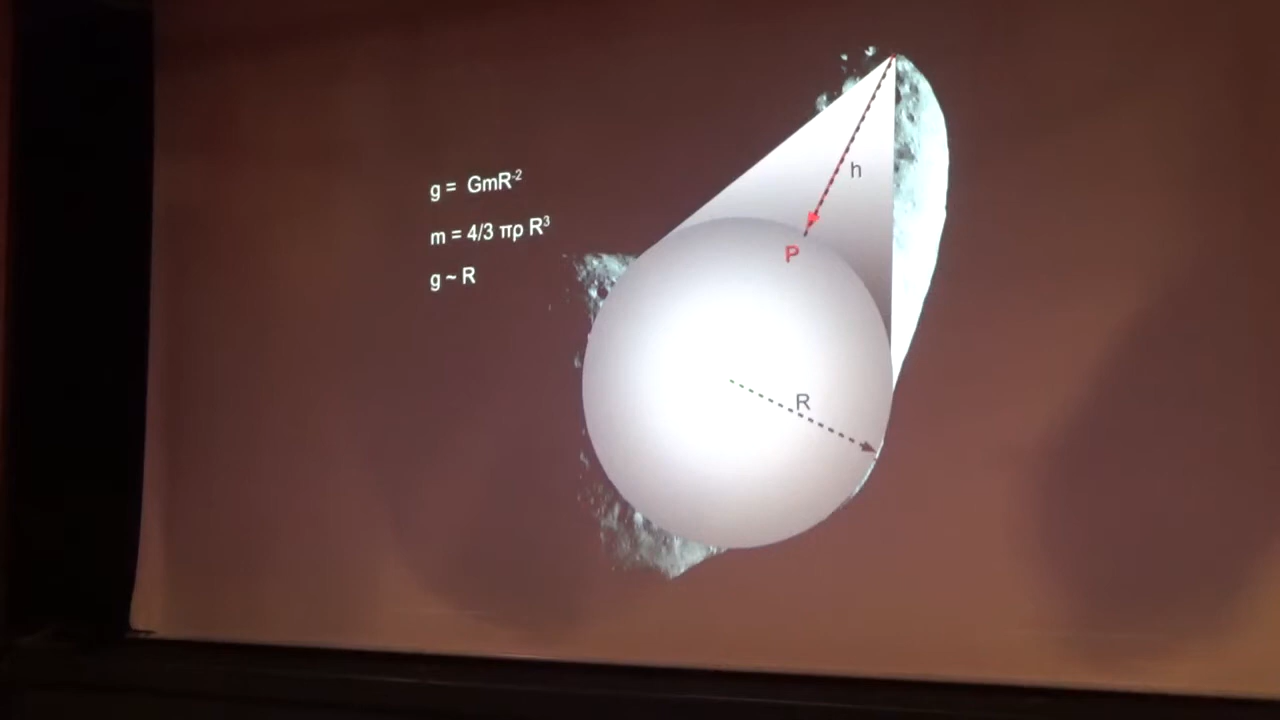 g = GmR⁻²
m = 4/3 πρ R³
g ~ R
h
P
R